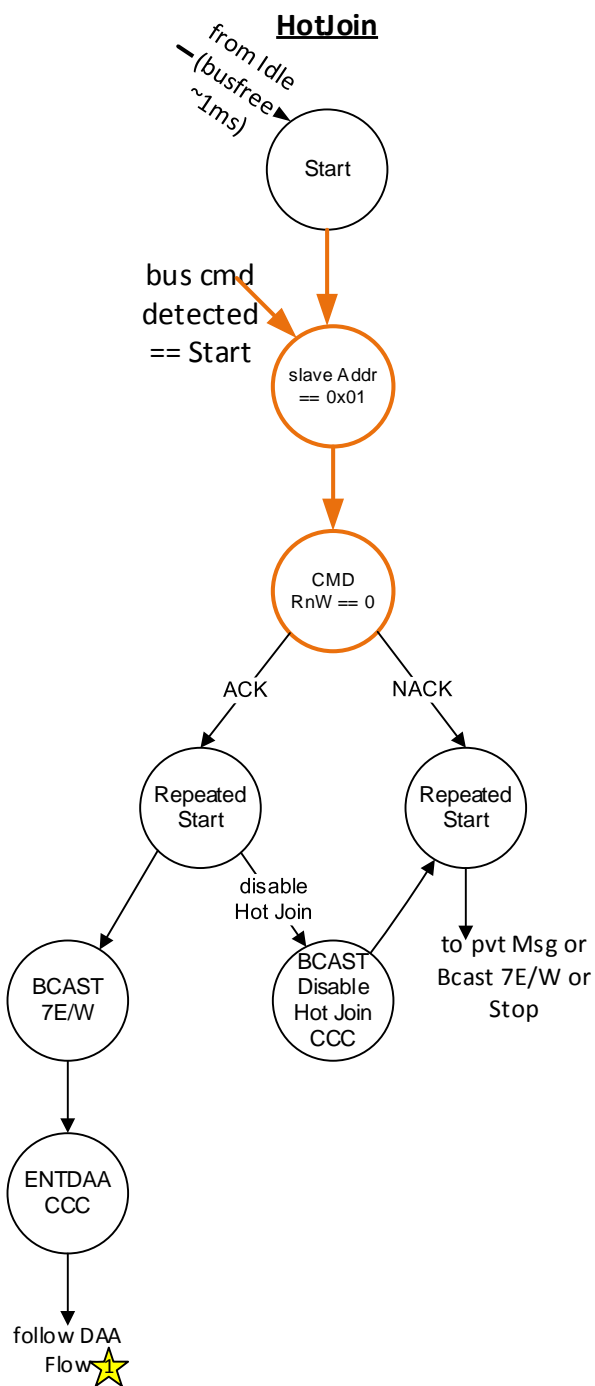 HotJoin
from Idle
(busfree
~1ms)
Start
bus cmd
detected
== Start
slave Addr
== 0x01
CMD
RnW == 0
ACK
NACK
Repeated
Start
Repeated
Start
disable
Hot Join
BCAST
7E/W
BCAST
Disable
Hot Join
CCC
to pvt Msg or
Bcast 7E/W or
Stop
ENTDAA
CCC
follow DAA
Flow 1